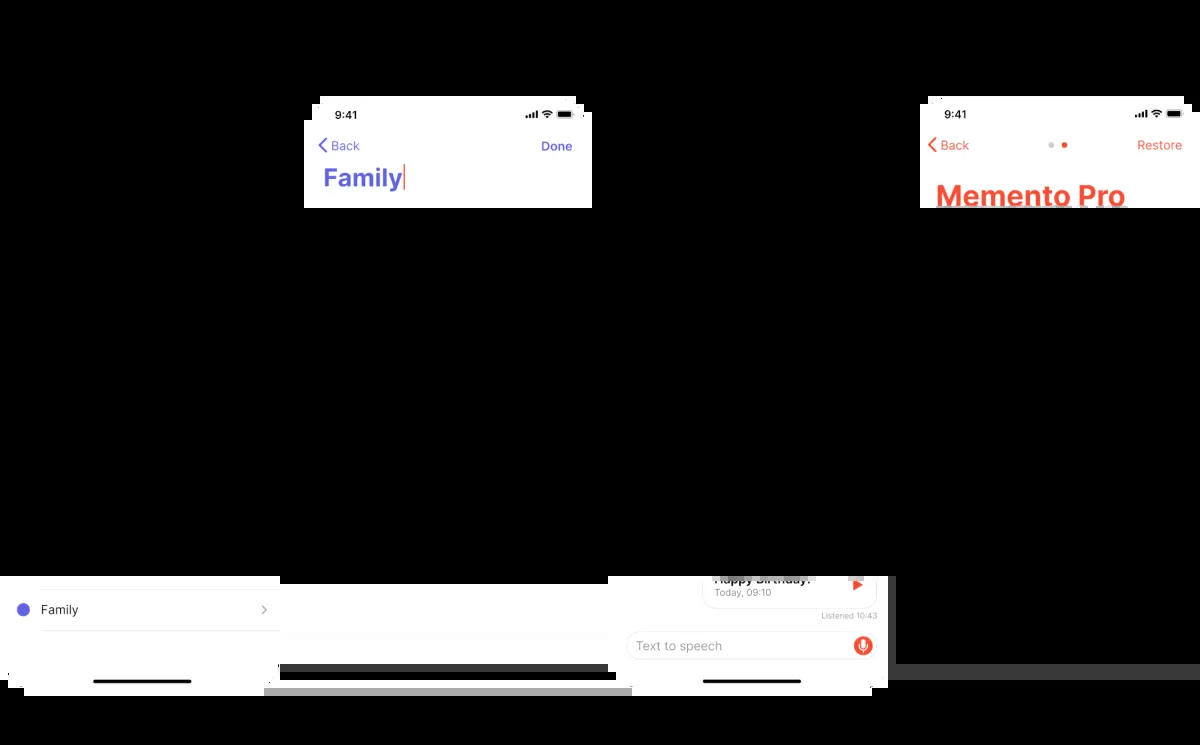 9:41
Back
Done
Family
9:41
Back
Restore
Memento Pro
Family
Happy Birthday!
Today, 09:10
Listened 10:43
Text to speech